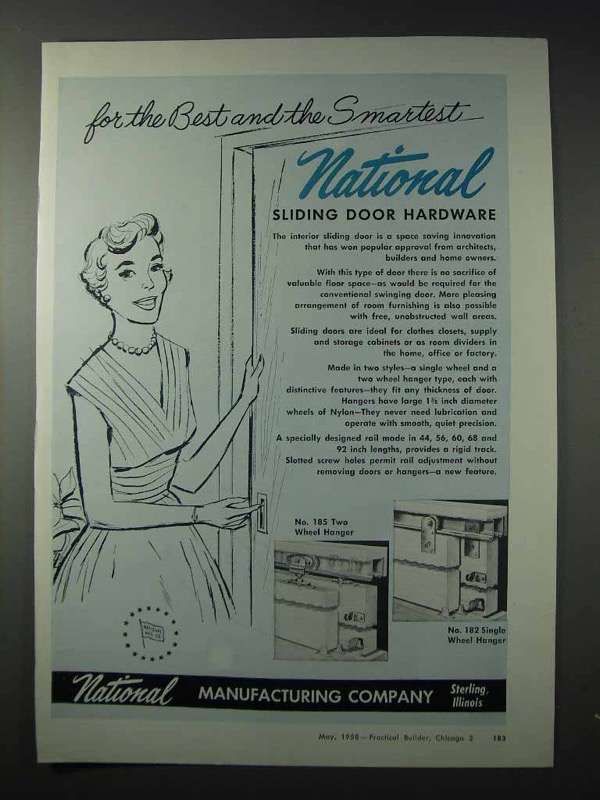 for the Best and the Smartest
National
SLIDING DOOR HARDWARE
The interior sliding door is a space saving innovation
that has won popular approval from architects,
builders and home owners.
With this type of door there is no sacrifice of
valuable floor space—as would be required for the
conventional swinging door. More pleasing
arrangement of room furnishing is also possible
with free, unobstructed wall areas.
Sliding doors are ideal for clothes closets, supply
and storage cabinets or as room dividers in
the home, office or factory.
Made in two styles—a single wheel and a
two wheel hanger type, each with
distinctive features—they fit any thickness of door.
Hangers have large 1½ inch diameter
wheels of Nylon—They never need lubrication and
operate with smooth, quiet precision.
A specially designed rail made in 44, 56, 60, 68 and
92 inch lengths, provides a rigid track.
Slotted screw holes permit rail adjustment without
removing doors or hangers—a new feature.
No. 185 Two
Wheel Hanger
No. 182 Single
Wheel Hanger
NATIONAL
MFG. CO.
National MANUFACTURING COMPANY Sterling, Illinois
May, 1958—Practical Builder, Chicago 3 183